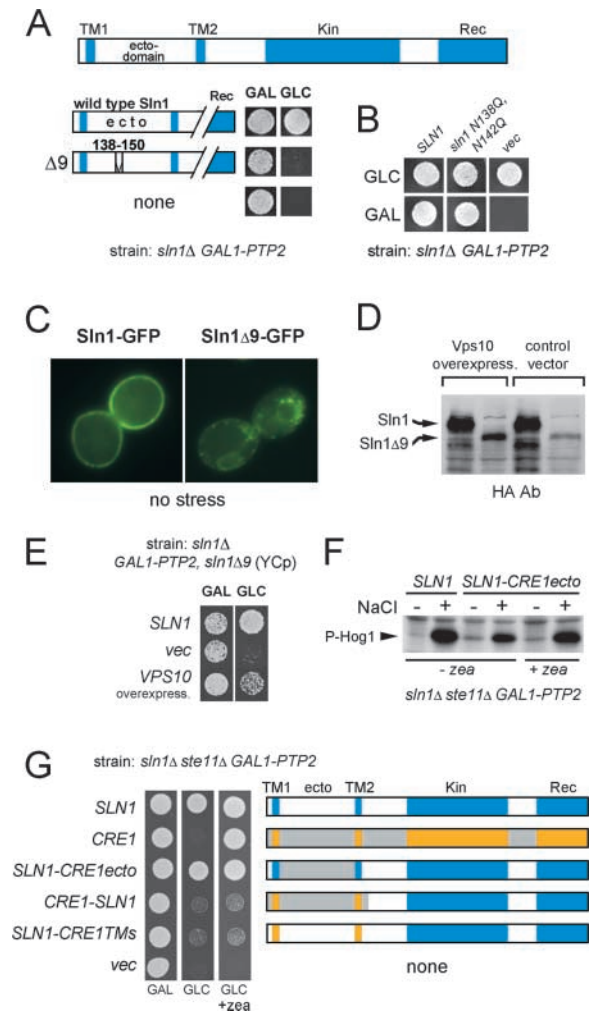 A
TM1 TM2 Kin Rec
ecto-
domain
wild type Sln1
ecto
Rec
GAL GLC
138-150
Δ9
none
strain: sln1Δ GAL1-PTP2
B
SLN1
sln1 N138Q,
N142Q
vec
GLC
GAL
strain: sln1Δ GAL1-PTP2
C
Sln1-GFP Sln1Δ9-GFP
no stress
D
Vps10
overexpress.
control
vector
Sln1
Sln1Δ9
HA Ab
E
strain: sln1Δ
GAL1-PTP2, sln1Δ9 (YCp)
GAL GLC
SLN1
vec
VPS10
overexpress.
F
SLN1 SLN1-CRE1ecto
NaCl - + - + - +
P-Hog1
- zea + zea
sln1Δ ste11Δ GAL1-PTP2
G
strain: sln1Δ ste11Δ GAL1-PTP2
TM1 ecto TM2 Kin Rec
SLN1
CRE1
SLN1-CRE1ecto
CRE1-SLN1
SLN1-CRE1TMs
vec
none
GAL GLC GLC
+zea